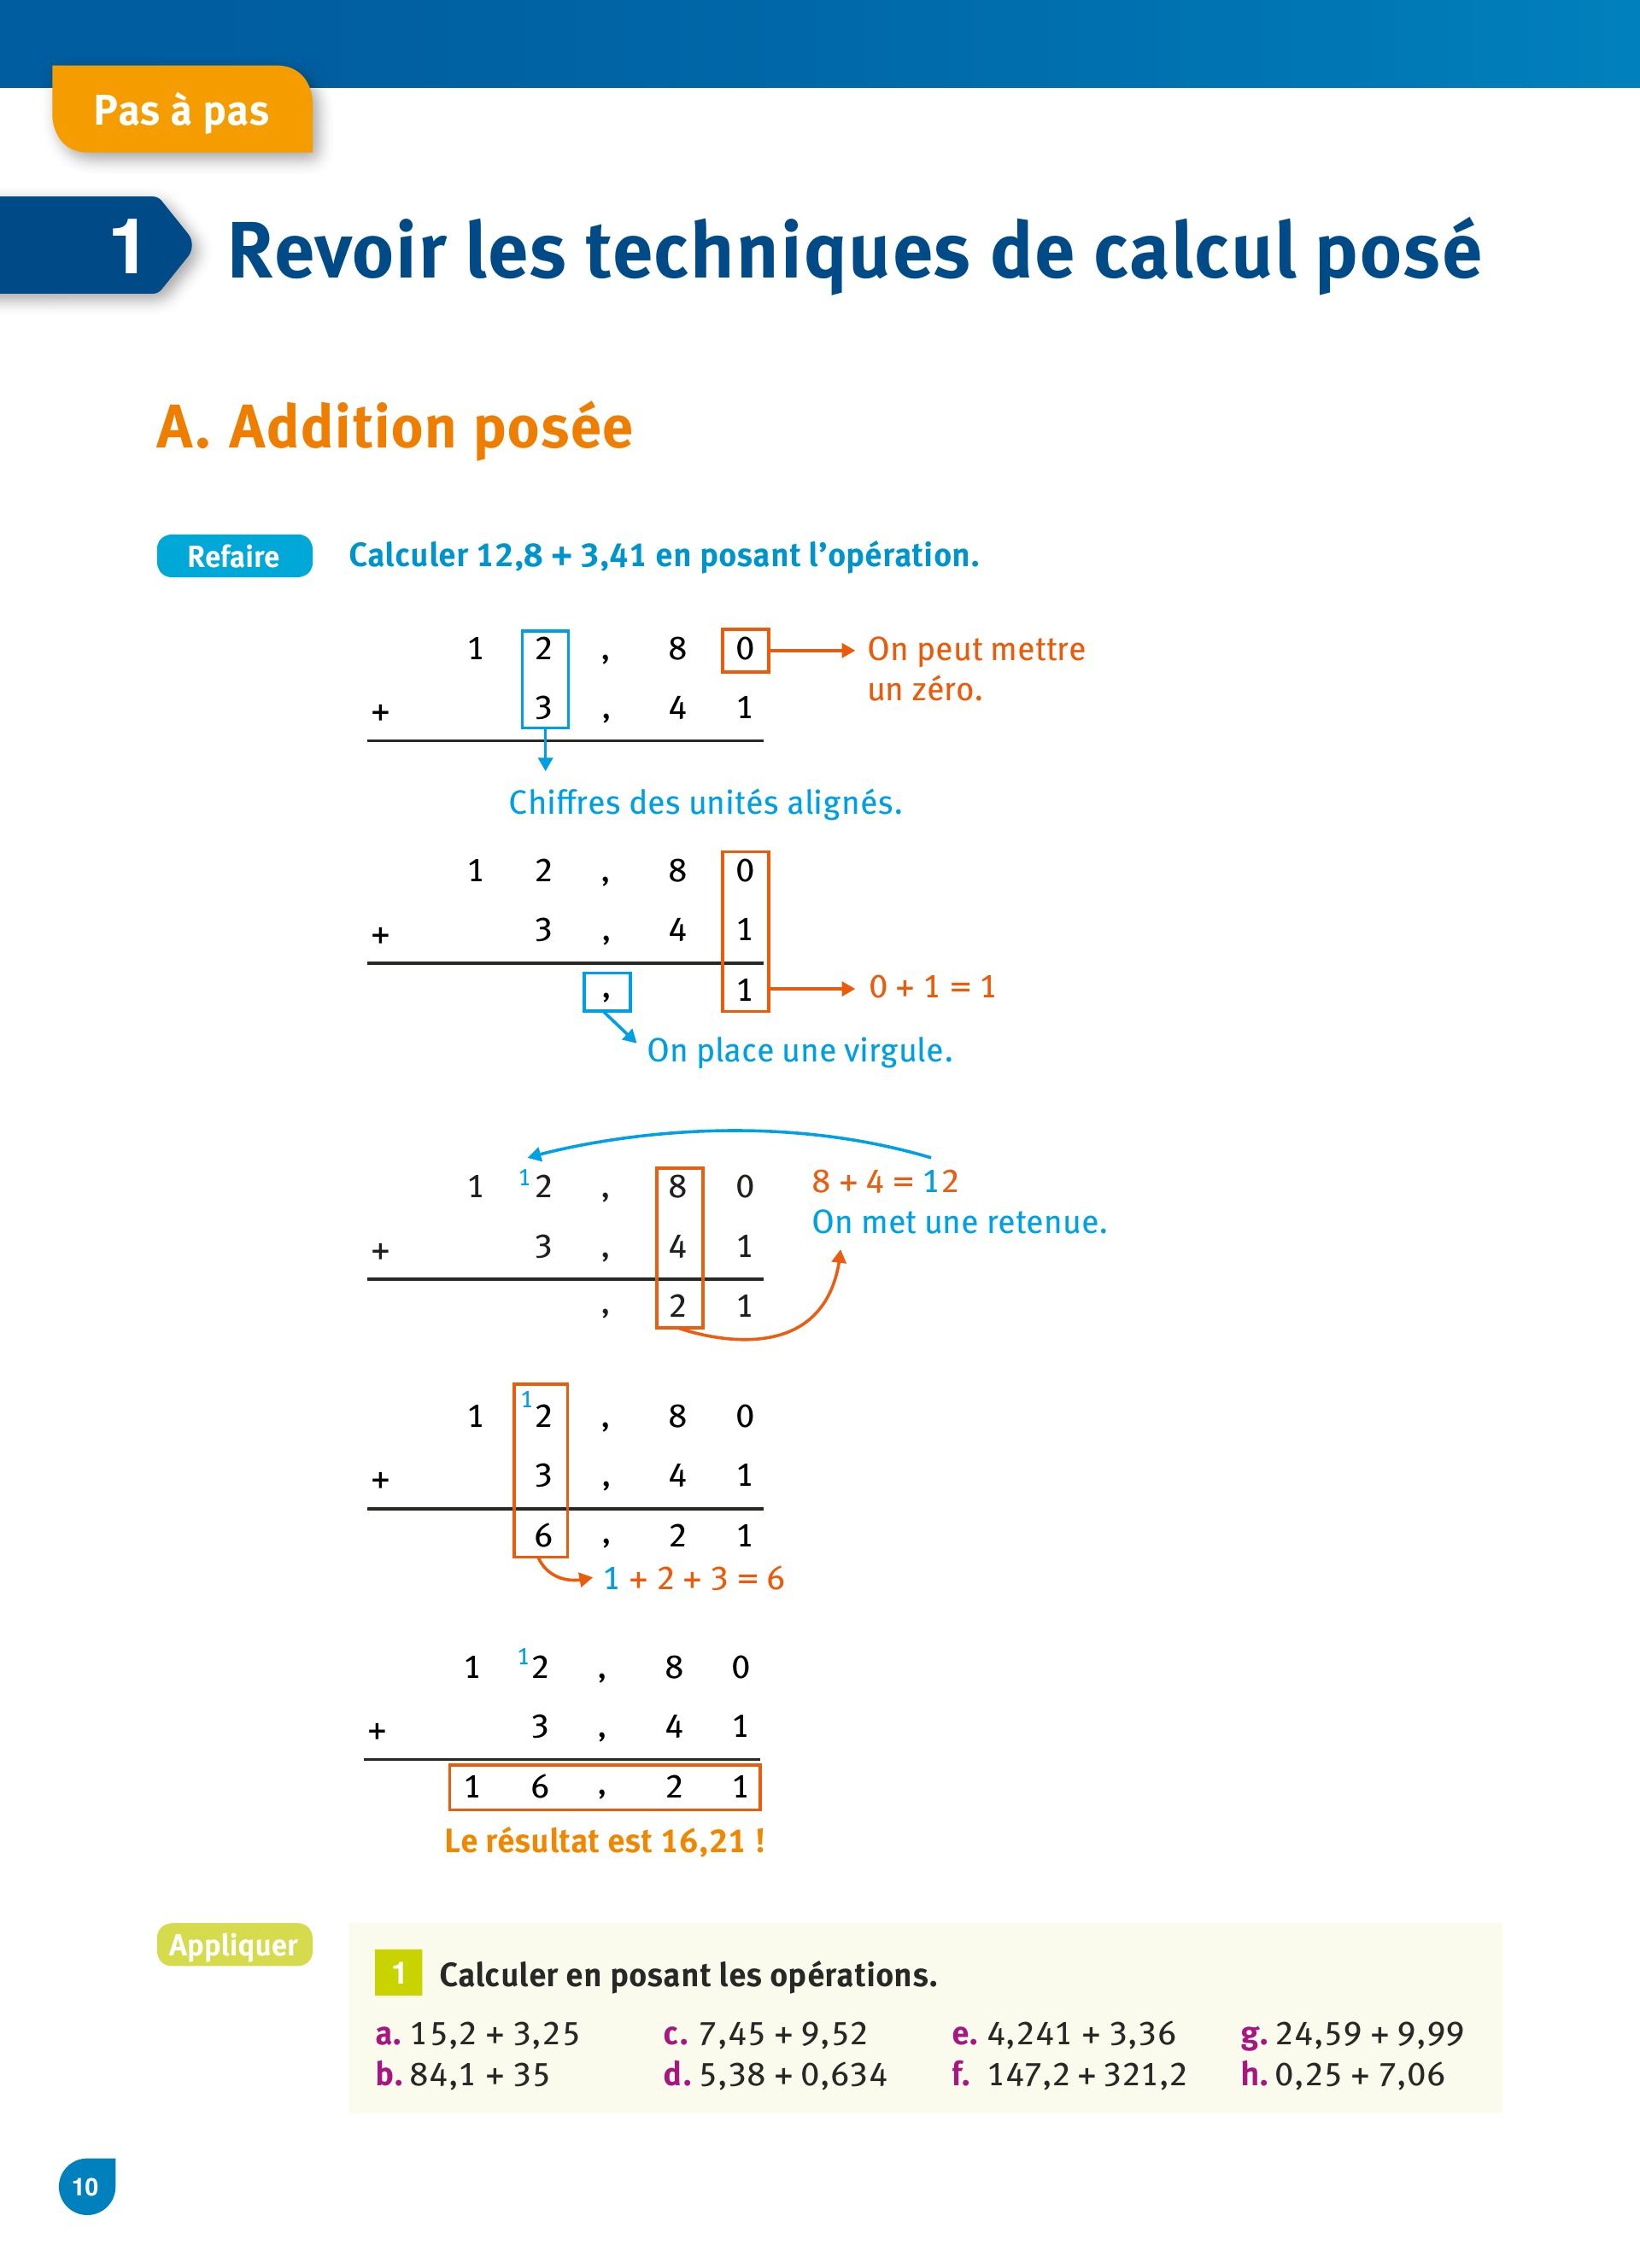 Pas à pas
1 Revoir les techniques de calcul posé
A. Addition posée
Refaire Calculer 12,8 + 3,41 en posant l’opération.
1 2 , 8 0 On peut mettre
un zéro.
+ 3 , 4 1
Chiffres des unités alignés.
1 2 , 8 0
+ 3 , 4 1
, 1 0 + 1 = 1
On place une virgule.
1 ¹2 , 8 0 8 + 4 = 12
On met une retenue.
+ 3 , 4 1
, 2 1
1 ¹2 , 8 0
+ 3 , 4 1
6 , 2 1
1 + 2 + 3 = 6
1 ¹2 , 8 0
+ 3 , 4 1
1 6 , 2 1
Le résultat est 16,21 !
Appliquer
1 Calculer en posant les opérations.
a. 15,2 + 3,25 c. 7,45 + 9,52 e. 4,241 + 3,36 g. 24,59 + 9,99
b. 84,1 + 35 d. 5,38 + 0,634 f. 147,2 + 321,2 h. 0,25 + 7,06
10